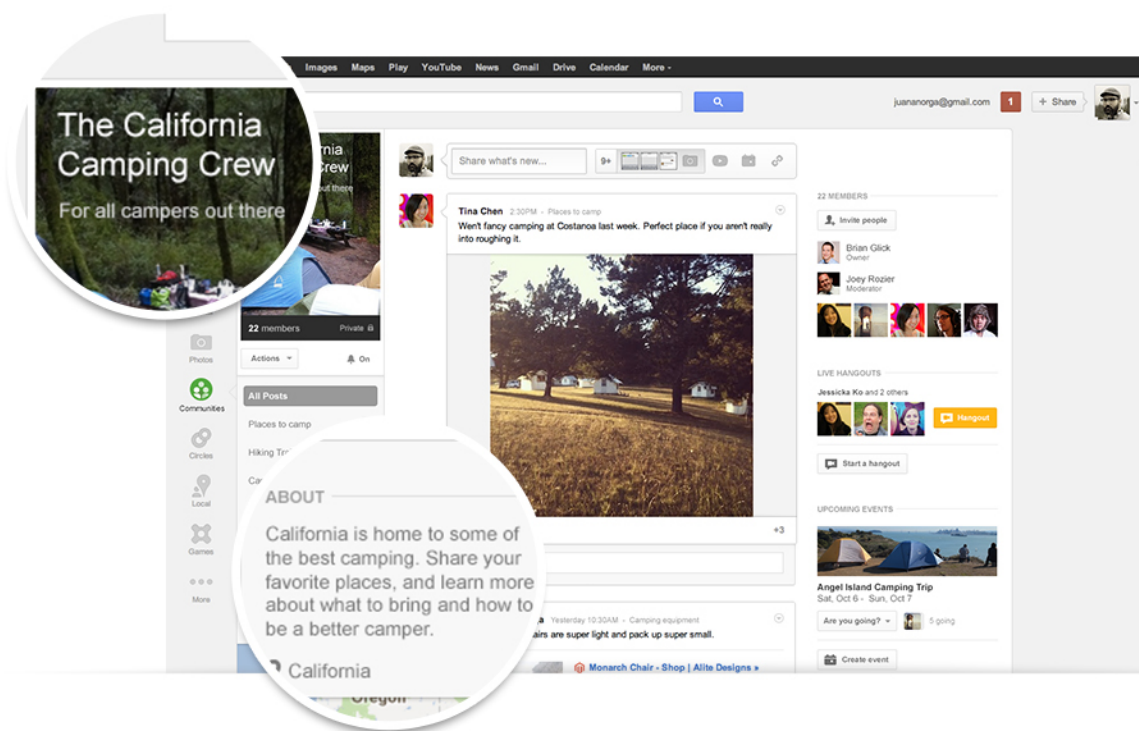 Images Maps Play YouTube News Gmail Drive Calendar More
juananorga@gmail.com 1 + Share
The California
Camping Crew
For all campers out there
rnia
Crew
out there
22 members Private
Actions On
Photos
Communities
Circles
Local
Games
More
All Posts
Places to camp
Hiking Tr
Ca
ABOUT
California is home to some of
the best camping. Share your
favorite places, and learn more
about what to bring and how to
be a better camper.
California
Oregon
Share what's new... 9+
Tina Chen 2:30PM - Places to camp
Went fancy camping at Costanoa last week. Perfect place if you aren't really
into roughing it.
+3
a Yesterday 10:30AM - Camping equipment
airs are super light and pack up super small.
Monarch Chair - Shop | Alite Designs »
22 MEMBERS
Invite people
Brian Glick
Owner
Joey Rozier
Moderator
LIVE HANGOUTS
Jessicka Ko and 2 others
Hangout
Start a hangout
UPCOMING EVENTS
Angel Island Camping Trip
Sat, Oct 6 - Sun, Oct 7
Are you going? 5 going
Create event